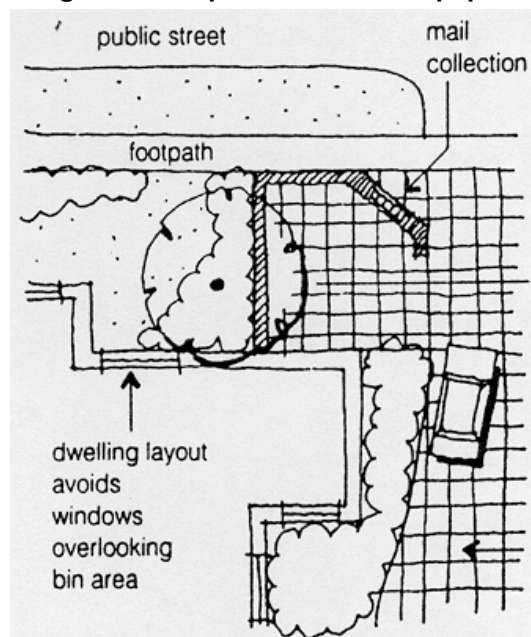 public street
mail
collection
footpath
dwelling layout
avoids
windows
overlooking
bin area